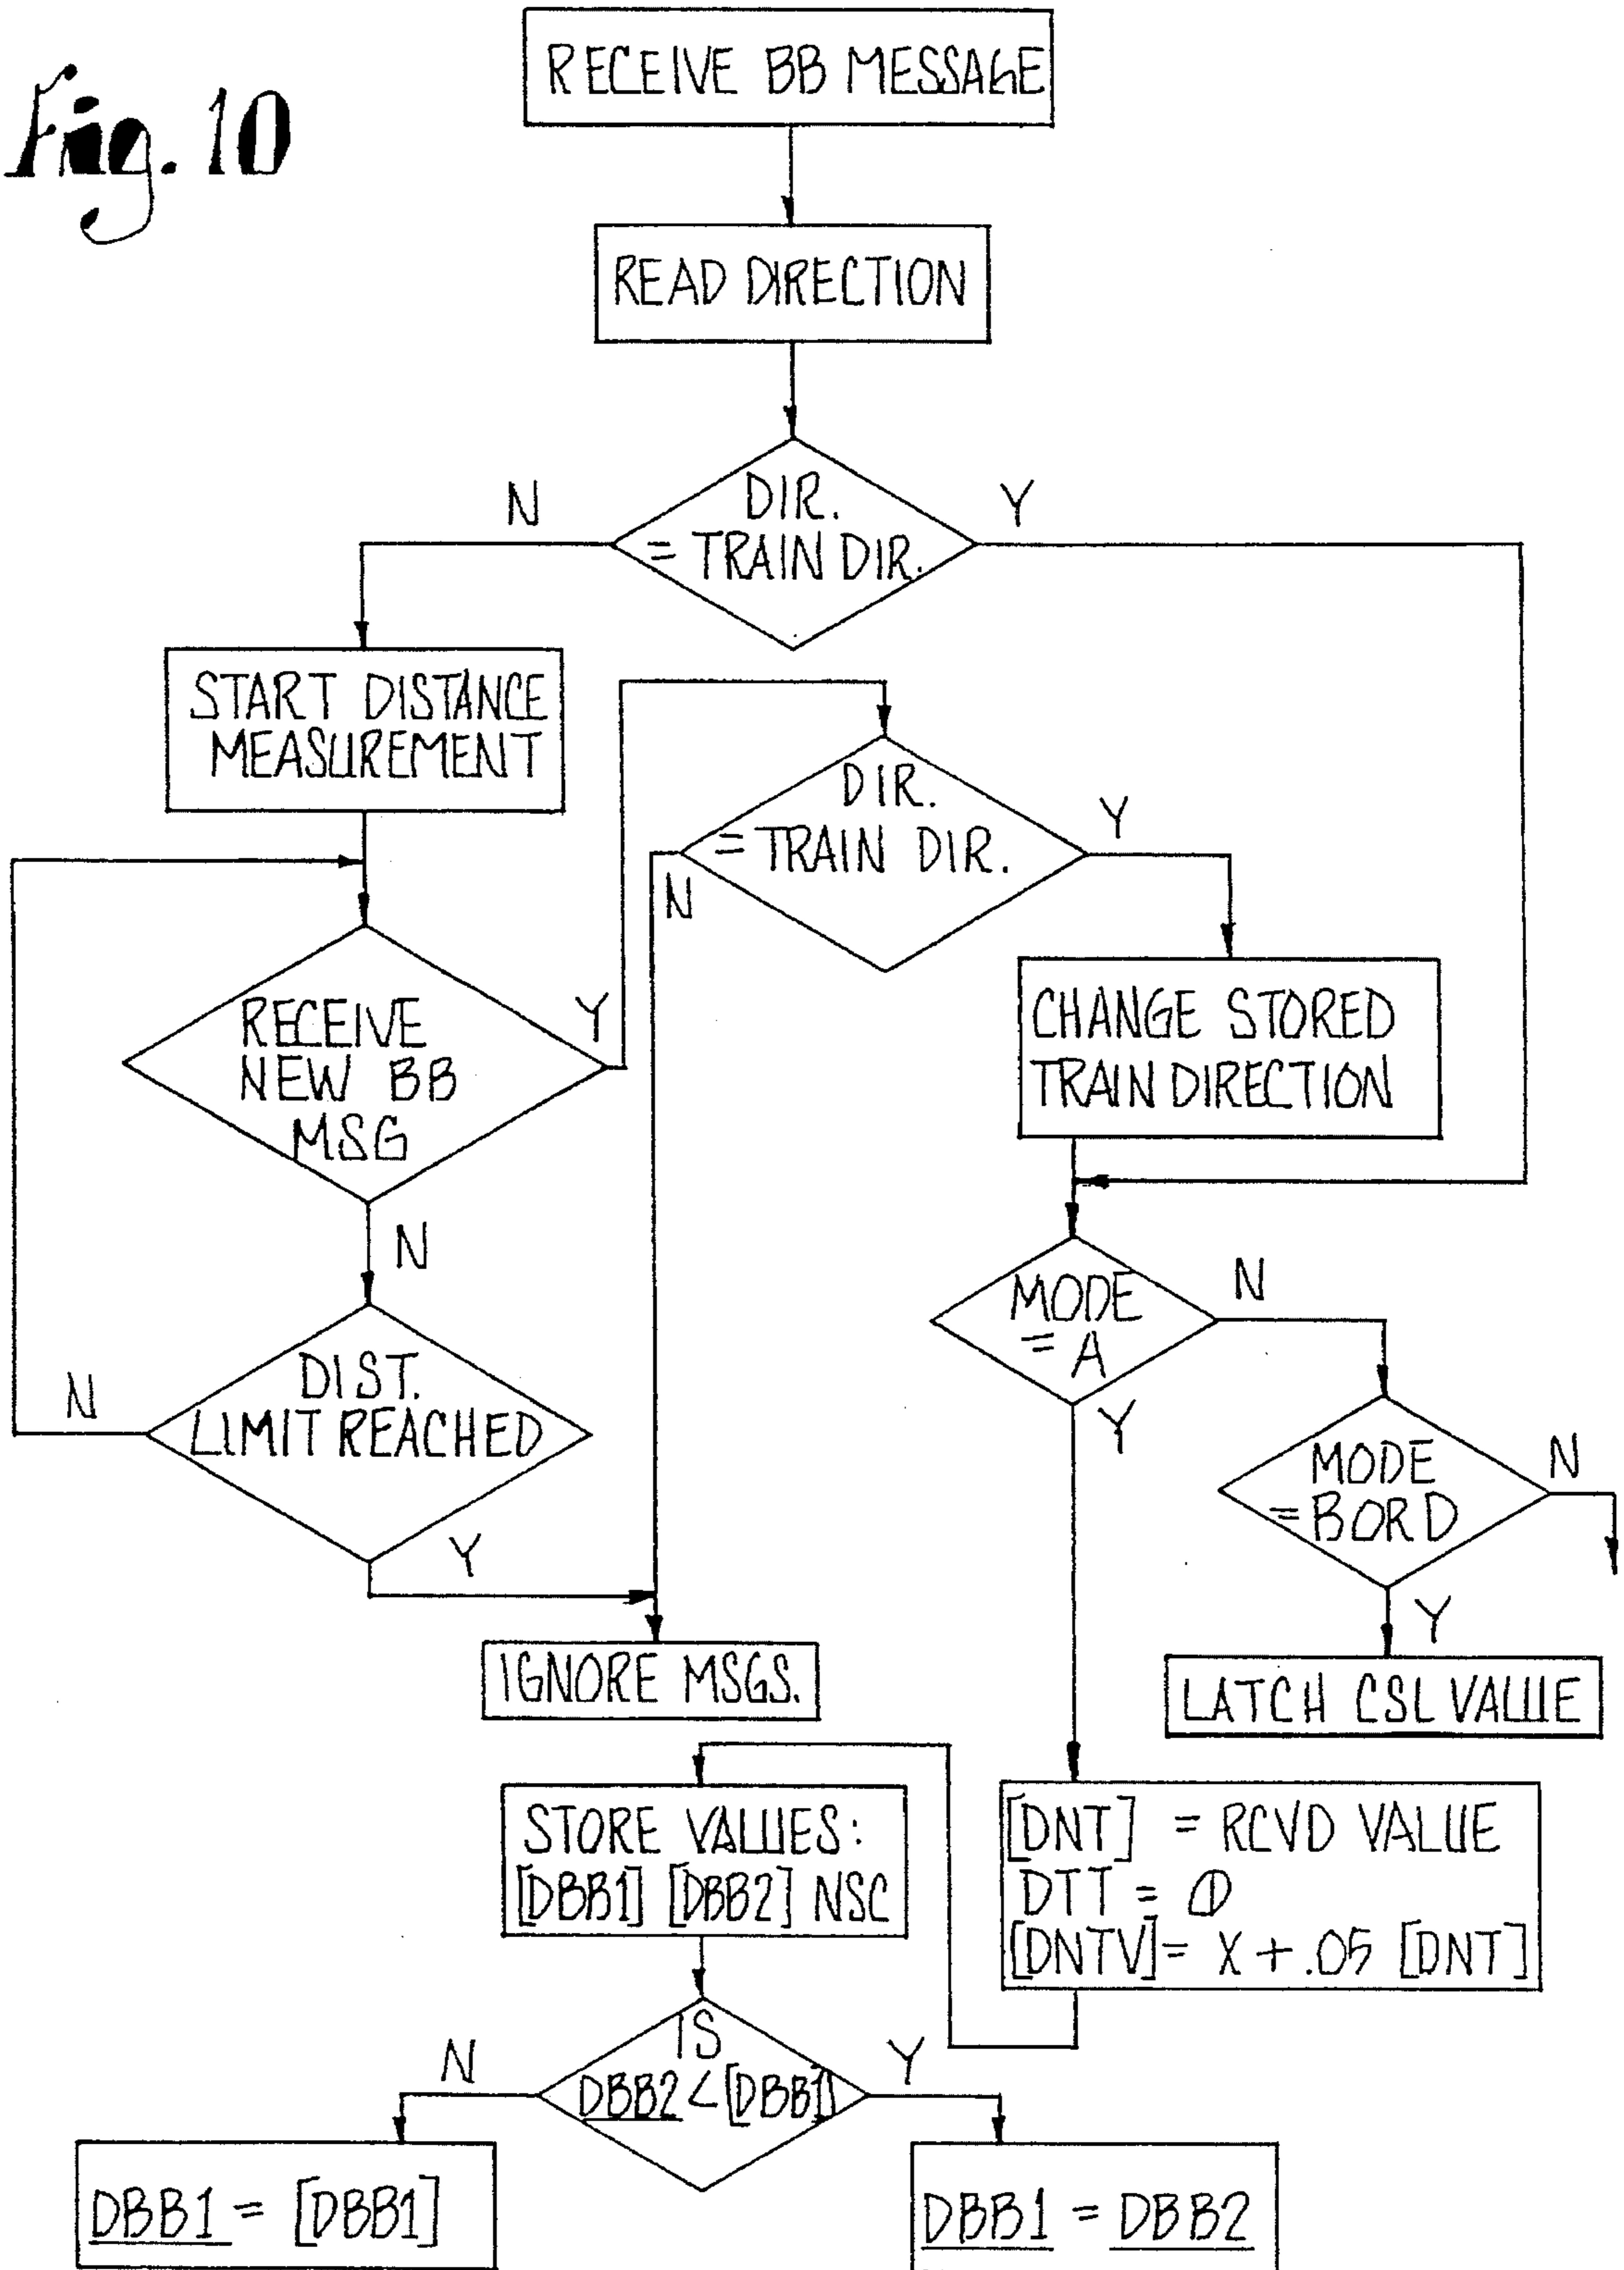 Fig. 10
RECEIVE BB MESSAGE
READ DIRECTION
N
DIR.
= TRAIN DIR.
Y
START DISTANCE
MEASUREMENT
DIR.
= TRAIN DIR.
Y
N
RECEIVE
NEW BB
MSG
Y
CHANGE STORED
TRAIN DIRECTION
N
MODE
= A
N
Y
DIST.
LIMIT REACHED
N
Y
MODE
= BORD
N
Y
IGNORE MSGS.
LATCH CSL VALUE
STORE VALUES:
[DBB1] [DBB2] NSC
[DNT] = RCVD VALUE
DTT = 0
[DNTV] = X + .05 [DNT]
IS
DBB2 < [DBB1]
N
Y
DBB1 = [DBB1]
DBB1 = DBB2